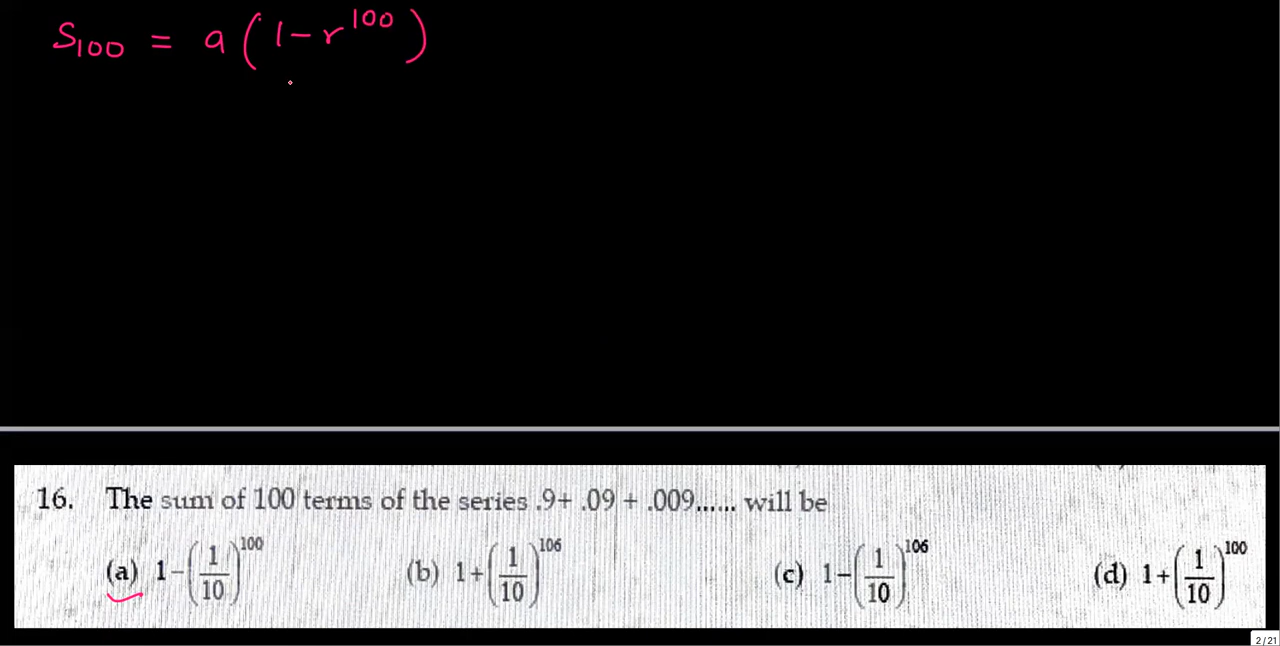 S₁₀₀ = a(1-r¹⁰⁰)
16. The sum of 100 terms of the series .9+ .09 + .009...... will be
(a) 1-(1/10)¹⁰⁰ (b) 1+(1/10)¹⁰⁶ (c) 1-(1/10)¹⁰⁶ (d) 1+(1/10)¹⁰⁰
2/21